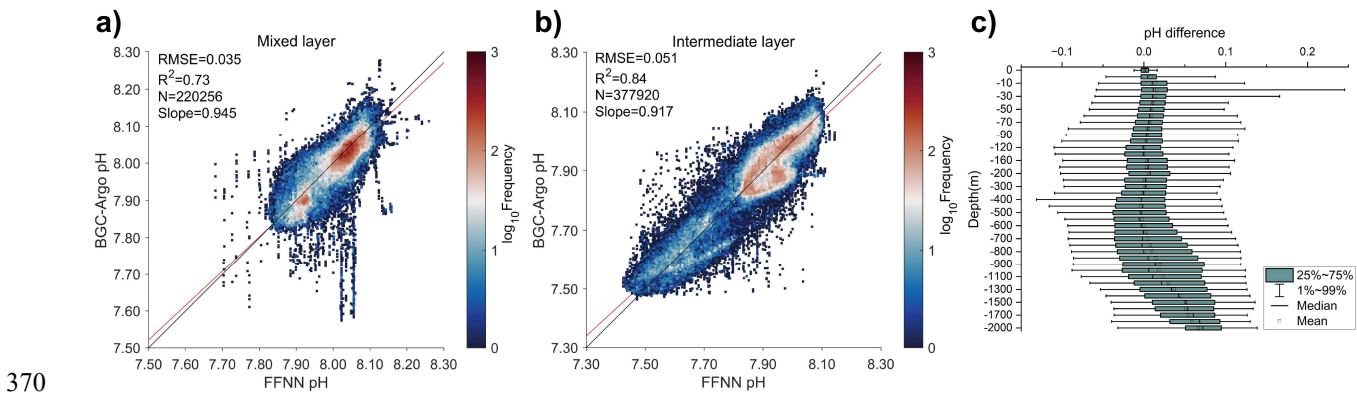 a)
Mixed layer
RMSE=0.035
R²=0.73
N=220256
Slope=0.945
BGC-Argo pH
8.30
8.20
8.10
8.00
7.90
7.80
7.70
7.60
7.50
7.50 7.60 7.70 7.80 7.90 8.00 8.10 8.20 8.30
FFNN pH
3
2
1
0
log₁₀Frequency
b)
Intermediate layer
RMSE=0.051
R²=0.84
N=377920
Slope=0.917
BGC-Argo pH
8.30
8.10
7.90
7.70
7.50
7.30
7.30 7.50 7.70 7.90 8.10 8.30
FFNN pH
3
2
1
0
log₁₀Frequency
c)
pH difference
−0.1 0.0 0.1 0.2
Depth(m)
0
-10
-30
-50
-70
-90
-120
-160
-200
-300
-400
-500
-600
-700
-800
-900
-1100
-1300
-1500
-1700
-2000
25%~75%
1%~99%
Median
Mean
370